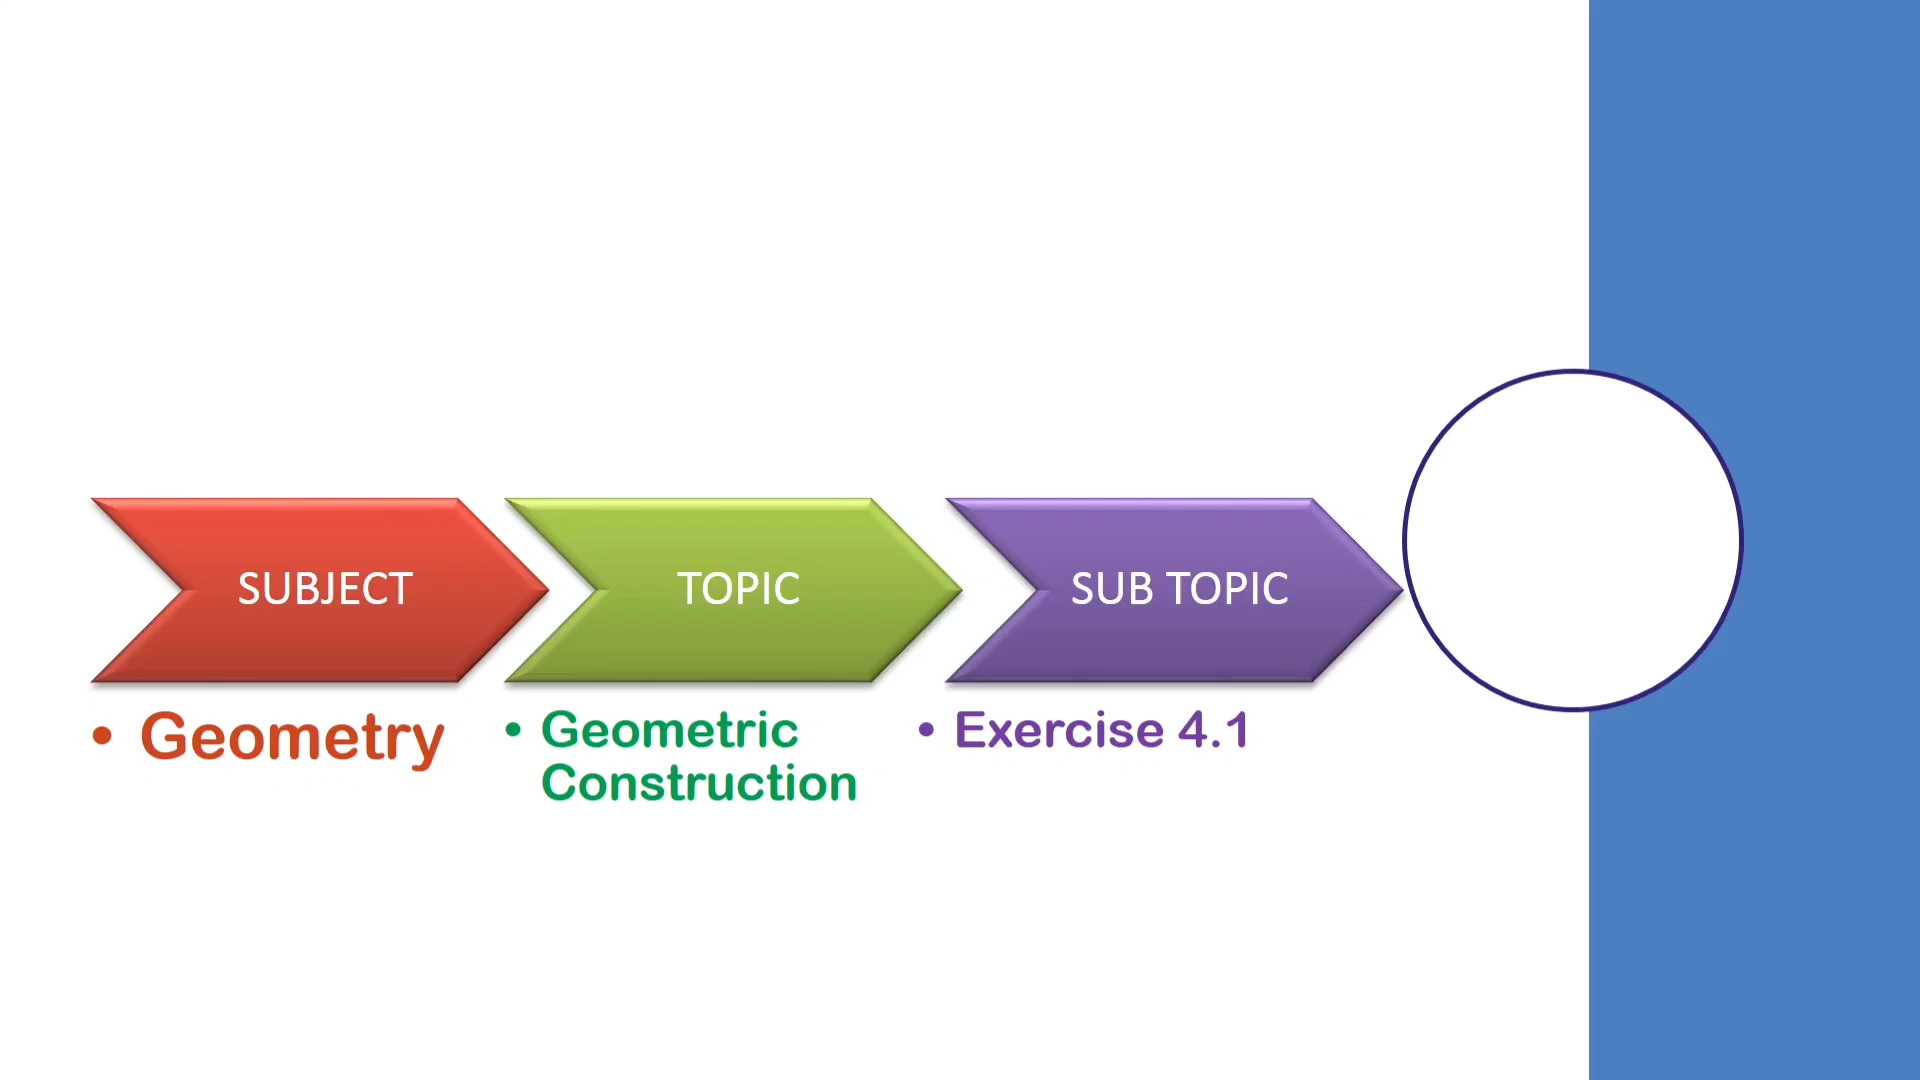 SUBJECT
TOPIC
SUB TOPIC
• Geometry
• Geometric
Construction
• Exercise 4.1